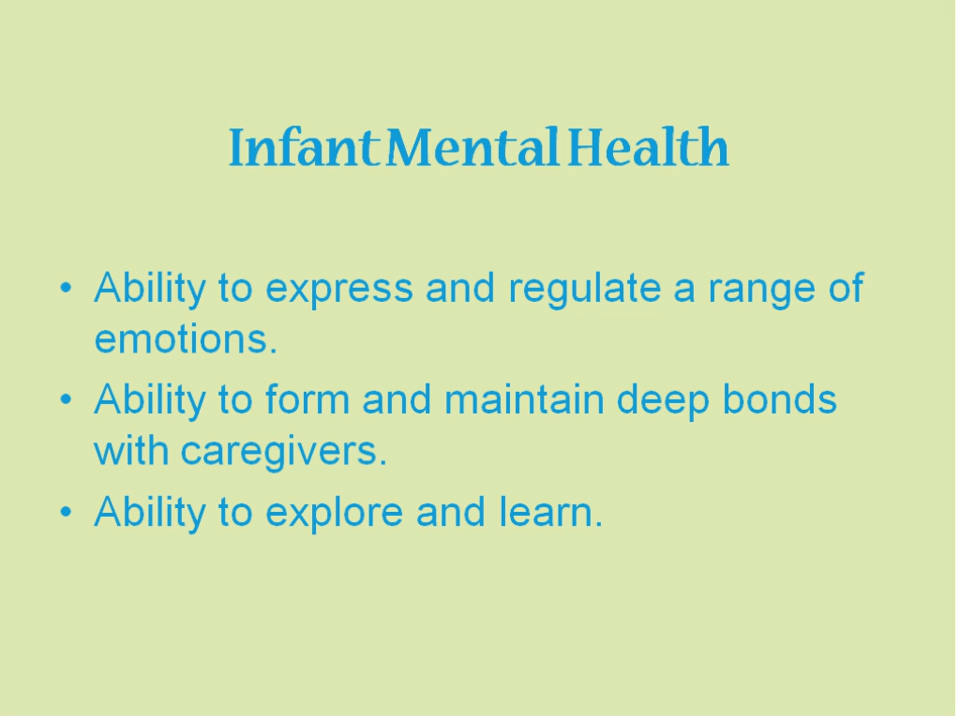 Infant Mental Health
• Ability to express and regulate a range of
emotions.
• Ability to form and maintain deep bonds
with caregivers.
• Ability to explore and learn.